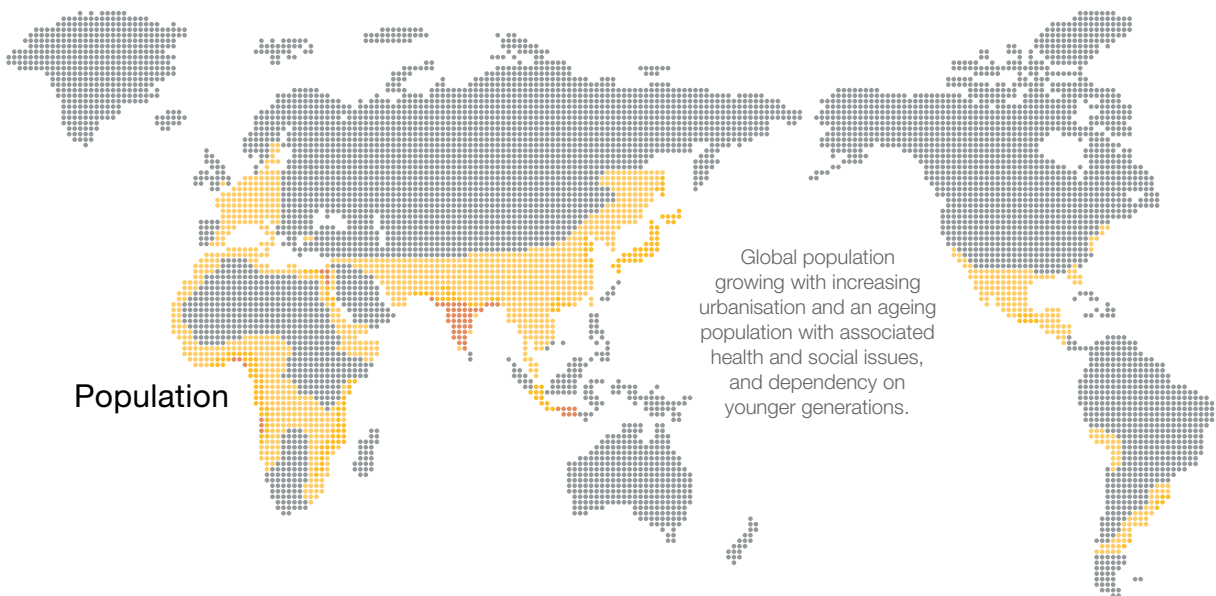 Global population
growing with increasing
urbanisation and an ageing
population with associated
health and social issues,
and dependency on
younger generations.
Population